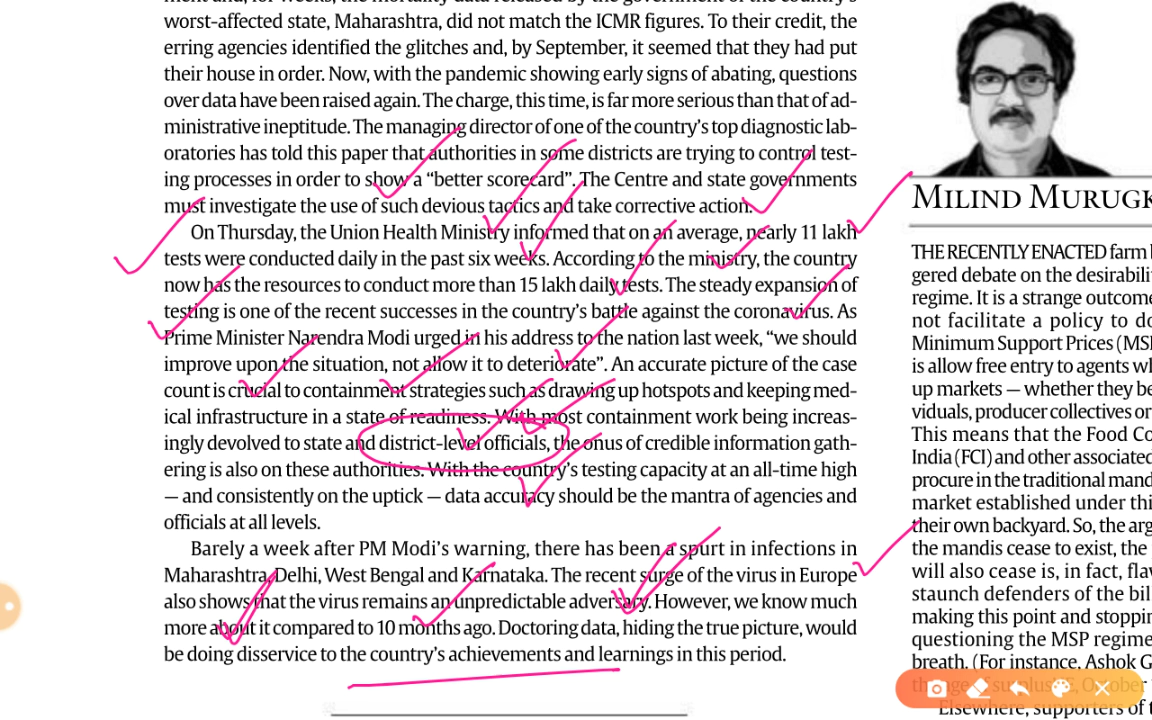 ment and, for weeks, the mortality data released by the government of the country's
worst-affected state, Maharashtra, did not match the ICMR figures. To their credit, the
erring agencies identified the glitches and, by September, it seemed that they had put
their house in order. Now, with the pandemic showing early signs of abating, questions
over data have been raised again. The charge, this time, is far more serious than that of ad-
ministrative ineptitude. The managing director of one of the country's top diagnostic lab-
oratories has told this paper that authorities in some districts are trying to control test-
ing processes in order to show a “better scorecard”. The Centre and state governments
must investigate the use of such devious tactics and take corrective action.
On Thursday, the Union Health Ministry informed that on an average, nearly 11 lakh
tests were conducted daily in the past six weeks. According to the ministry, the country
now has the resources to conduct more than 15 lakh daily tests. The steady expansion of
testing is one of the recent successes in the country's battle against the coronavirus. As
Prime Minister Narendra Modi urged in his address to the nation last week, “we should
improve upon the situation, not allow it to deteriorate”. An accurate picture of the case
count is crucial to containment strategies such as drawing up hotspots and keeping med-
ical infrastructure in a state of readiness. With most containment work being increas-
ingly devolved to state and district-level officials, the onus of credible information gath-
ering is also on these authorities. With the country's testing capacity at an all-time high
— and consistently on the uptick — data accuracy should be the mantra of agencies and
officials at all levels.
Barely a week after PM Modi's warning, there has been a spurt in infections in
Maharashtra, Delhi, West Bengal and Karnataka. The recent surge of the virus in Europe
also shows that the virus remains an unpredictable adversary. However, we know much
more about it compared to 10 months ago. Doctoring data, hiding the true picture, would
be doing disservice to the country's achievements and learnings in this period.
MILIND MURUGK
THE RECENTLY ENACTED farm
gered debate on the desirabili
regime. It is a strange outcome
not facilitate a policy to do
Minimum Support Prices (MSP
is allow free entry to agents wh
up markets — whether they be
viduals, producer collectives or
This means that the Food Co
India (FCI) and other associated
procure in the traditional mand
market established under thi
their own backyard. So, the arg
the mandis cease to exist, the
will also cease is, in fact, flaw
staunch defenders of the bil
making this point and stoppin
questioning the MSP regime
breath. (For instance, Ashok G
Elsewhere, supporters of t